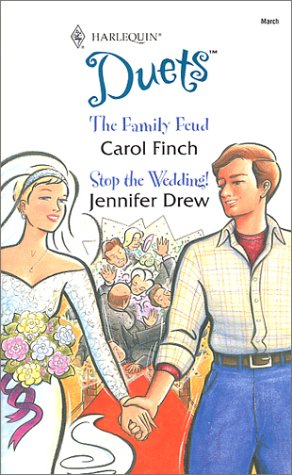 March
HARLEQUIN®
Duets™
The Family Feud
Carol Finch
Stop the Wedding!
Jennifer Drew